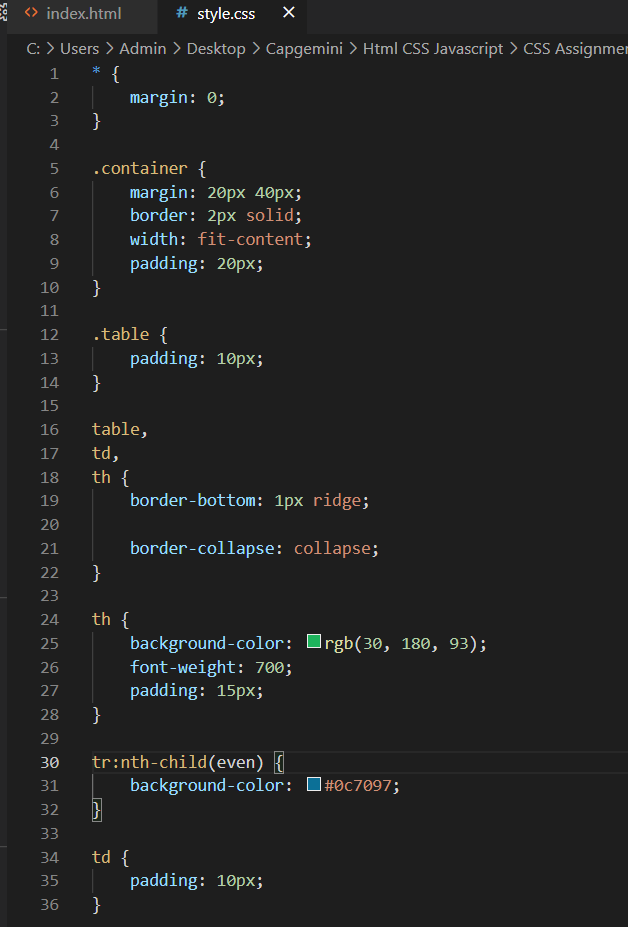 index.html # style.css ×
C: > Users > Admin > Desktop > Capgemini > Html CSS Javascript > CSS Assignmen
1 * {
2     margin: 0;
3 }
4
5 .container {
6     margin: 20px 40px;
7     border: 2px solid;
8     width: fit-content;
9     padding: 20px;
10 }
11
12 .table {
13     padding: 10px;
14 }
15
16 table,
17 td,
18 th {
19     border-bottom: 1px ridge;
20
21     border-collapse: collapse;
22 }
23
24 th {
25     background-color: rgb(30, 180, 93);
26     font-weight: 700;
27     padding: 15px;
28 }
29
30 tr:nth-child(even) {
31     background-color: #0c7097;
32 }
33
34 td {
35     padding: 10px;
36 }